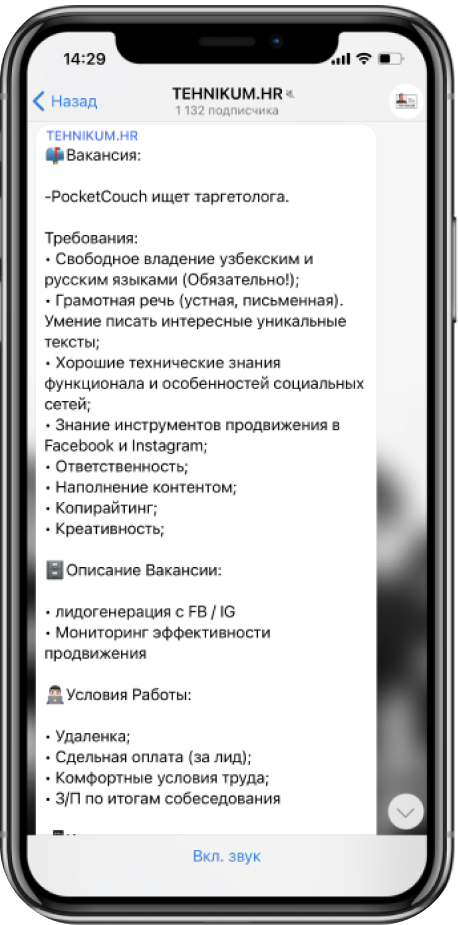 14:29
Назад
TEHNIKUM.HR
1 132 подписчика
TEHNIKUM.HR
Вакансия:
-PocketCouch ищет таргетолога.
Требования:
• Свободное владение узбекским и
русским языками (Обязательно!);
• Грамотная речь (устная, письменная).
Умение писать интересные уникальные
тексты;
• Хорошие технические знания
функционала и особенностей социальных
сетей;
• Знание инструментов продвижения в
Facebook и Instagram;
• Ответственность;
• Наполнение контентом;
• Копирайтинг;
• Креативность;
Описание Вакансии:
• лидогенерация с FB / IG
• Мониторинг эффективности
продвижения
Условия Работы:
• Удаленка;
• Сдельная оплата (за лид);
• Комфортные условия труда;
• З/П по итогам собеседования
Вкл. звук